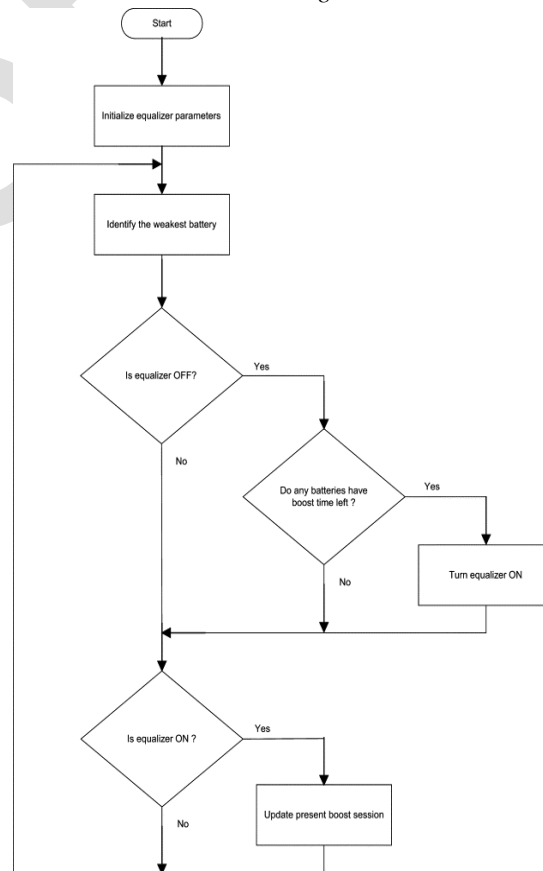 Start
Initialize equalizer parameters
Identify the weakest battery
Is equalizer OFF?
Yes
No
Do any batteries have
boost time left ?
Yes
Turn equalizer ON
No
Is equalizer ON ?
Yes
Update present boost session
No